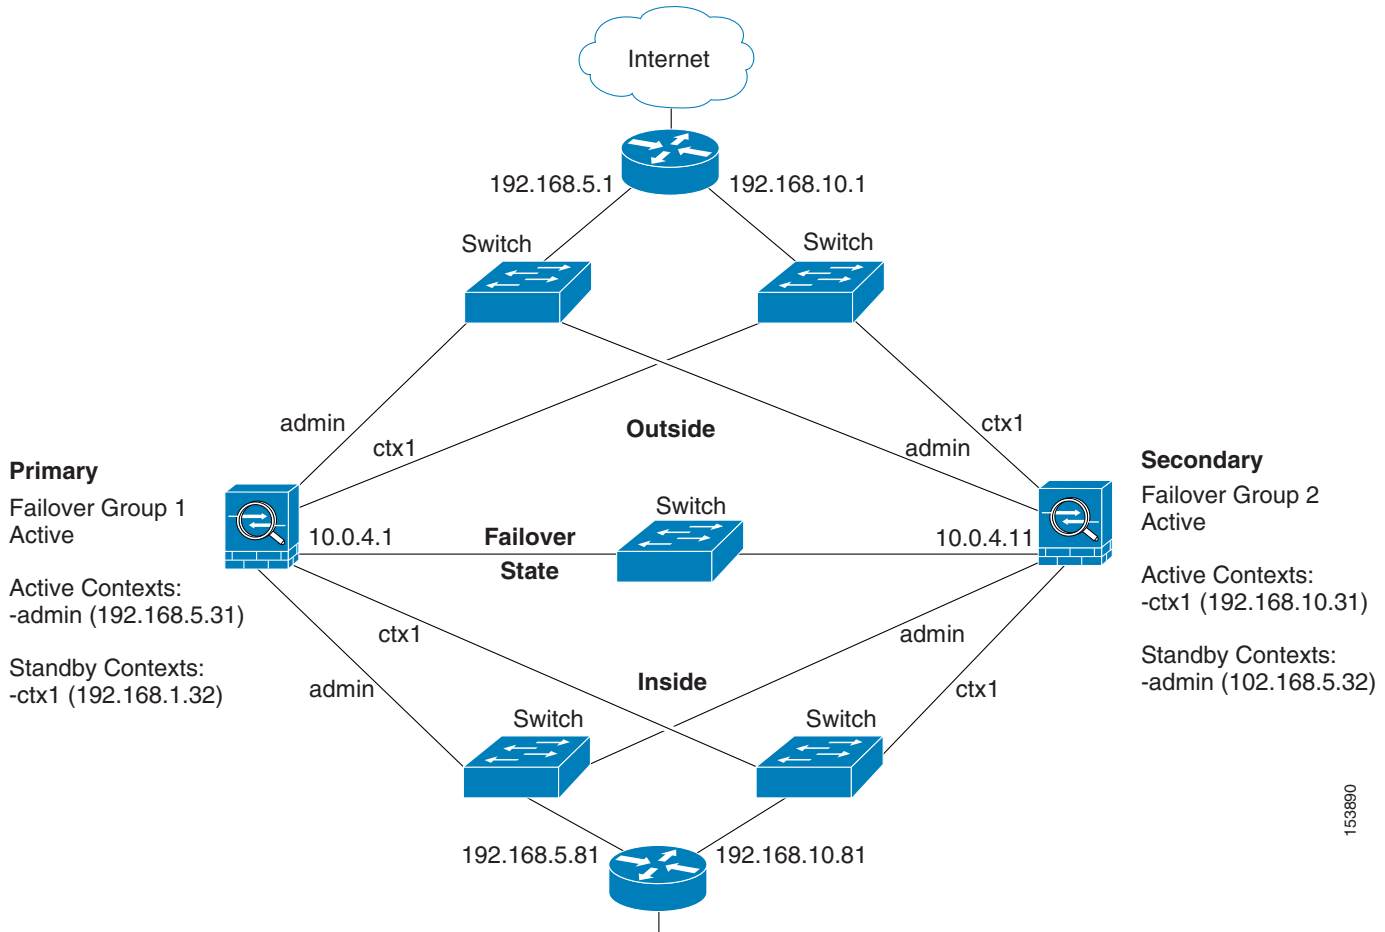 Internet
192.168.5.1
192.168.10.1
Switch
Switch
admin
ctx1
Outside
admin
ctx1
Primary
Failover Group 1
Active
Active Contexts:
-admin (192.168.5.31)
Standby Contexts:
-ctx1 (192.168.1.32)
Secondary
Failover Group 2
Active
Active Contexts:
-ctx1 (192.168.10.31)
Standby Contexts:
-admin (102.168.5.32)
10.0.4.1
Failover
State
Switch
10.0.4.11
ctx1
admin
Inside
admin
ctx1
Switch
Switch
192.168.5.81
192.168.10.81
153890